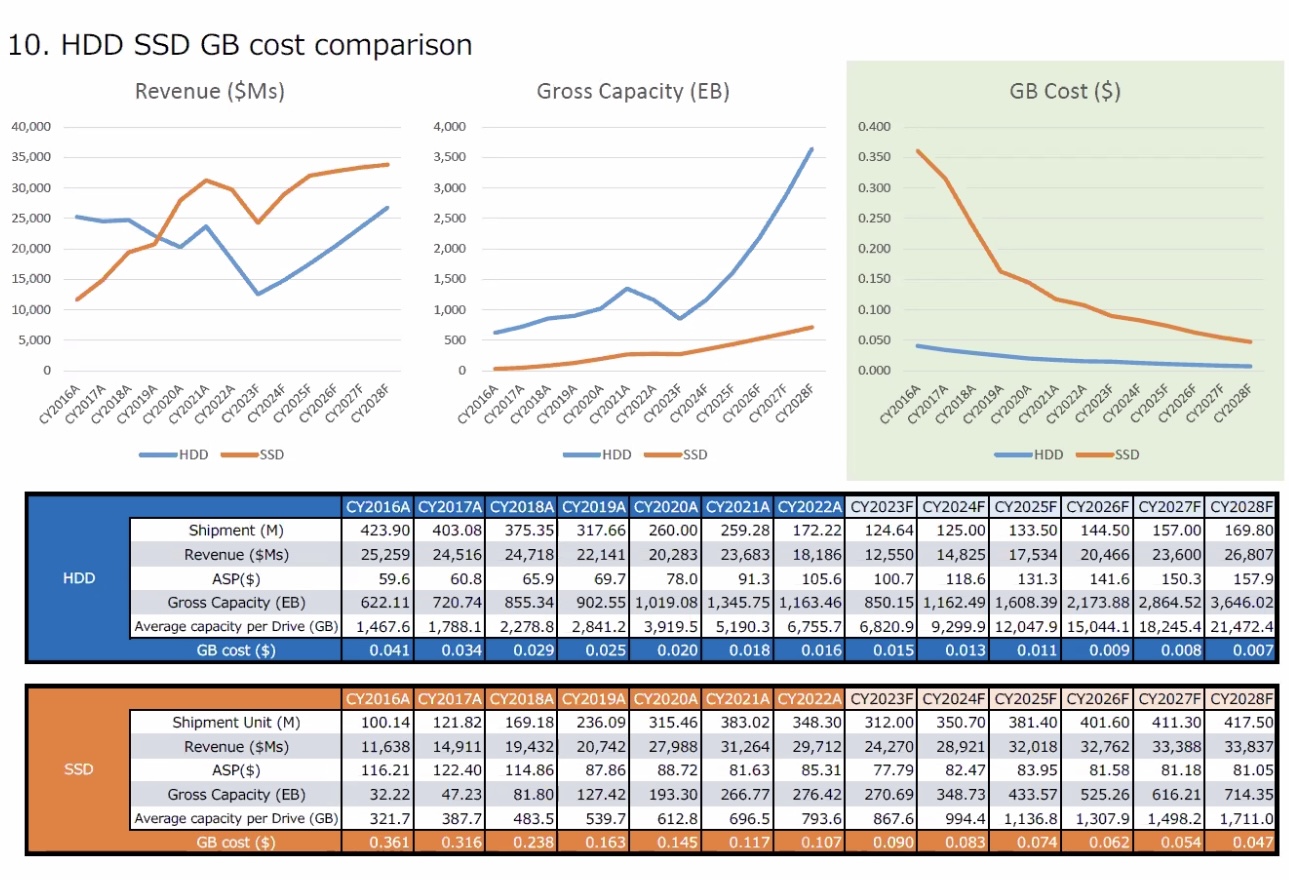 10. HDD SSD GB cost comparison
Revenue ($Ms)
40,000
35,000
30,000
25,000
20,000
15,000
10,000
5,000
0
CY2016A CY2017A CY2018A CY2019A CY2020A CY2021A CY2022A CY2023F CY2024F CY2025F CY2026F CY2027F CY2028F
HDD SSD
Gross Capacity (EB)
4,000
3,500
3,000
2,500
2,000
1,500
1,000
500
0
CY2016A CY2017A CY2018A CY2019A CY2020A CY2021A CY2022A CY2023F CY2024F CY2025F CY2026F CY2027F CY2028F
HDD SSD
GB Cost ($)
0.400
0.350
0.300
0.250
0.200
0.150
0.100
0.050
0.000
CY2016A CY2017A CY2018A CY2019A CY2020A CY2021A CY2022A CY2023F CY2024F CY2025F CY2026F CY2027F CY2028F
HDD SSD
CY2016A CY2017A CY2018A CY2019A CY2020A CY2021A CY2022A CY2023F CY2024F CY2025F CY2026F CY2027F CY2028F
Shipment (M) 423.90 403.08 375.35 317.66 260.00 259.28 172.22 124.64 125.00 133.50 144.50 157.00 169.80
Revenue ($Ms) 25,259 24,516 24,718 22,141 20,283 23,683 18,186 12,550 14,825 17,534 20,466 23,600 26,807
HDD ASP($) 59.6 60.8 65.9 69.7 78.0 91.3 105.6 100.7 118.6 131.3 141.6 150.3 157.9
Gross Capacity (EB) 622.11 720.74 855.34 902.55 1,019.08 1,345.75 1,163.46 850.15 1,162.49 1,608.39 2,173.88 2,864.52 3,646.02
Average capacity per Drive (GB) 1,467.6 1,788.1 2,278.8 2,841.2 3,919.5 5,190.3 6,755.7 6,820.9 9,299.9 12,047.9 15,044.1 18,245.4 21,472.4
GB cost ($) 0.041 0.034 0.029 0.025 0.020 0.018 0.016 0.015 0.013 0.011 0.009 0.008 0.007
CY2016A CY2017A CY2018A CY2019A CY2020A CY2021A CY2022A CY2023F CY2024F CY2025F CY2026F CY2027F CY2028F
Shipment Unit (M) 100.14 121.82 169.18 236.09 315.46 383.02 348.30 312.00 350.70 381.40 401.60 411.30 417.50
Revenue ($Ms) 11,638 14,911 19,432 20,742 27,988 31,264 29,712 24,270 28,921 32,018 32,762 33,388 33,837
SSD ASP($) 116.21 122.40 114.86 87.86 88.72 81.63 85.31 77.79 82.47 83.95 81.58 81.18 81.05
Gross Capacity (EB) 32.22 47.23 81.80 127.42 193.30 266.77 276.42 270.69 348.73 433.57 525.26 616.21 714.35
Average capacity per Drive (GB) 321.7 387.7 483.5 539.7 612.8 696.5 793.6 867.6 994.4 1,136.8 1,307.9 1,498.2 1,711.0
GB cost ($) 0.361 0.316 0.238 0.163 0.145 0.117 0.107 0.090 0.083 0.074 0.062 0.054 0.047